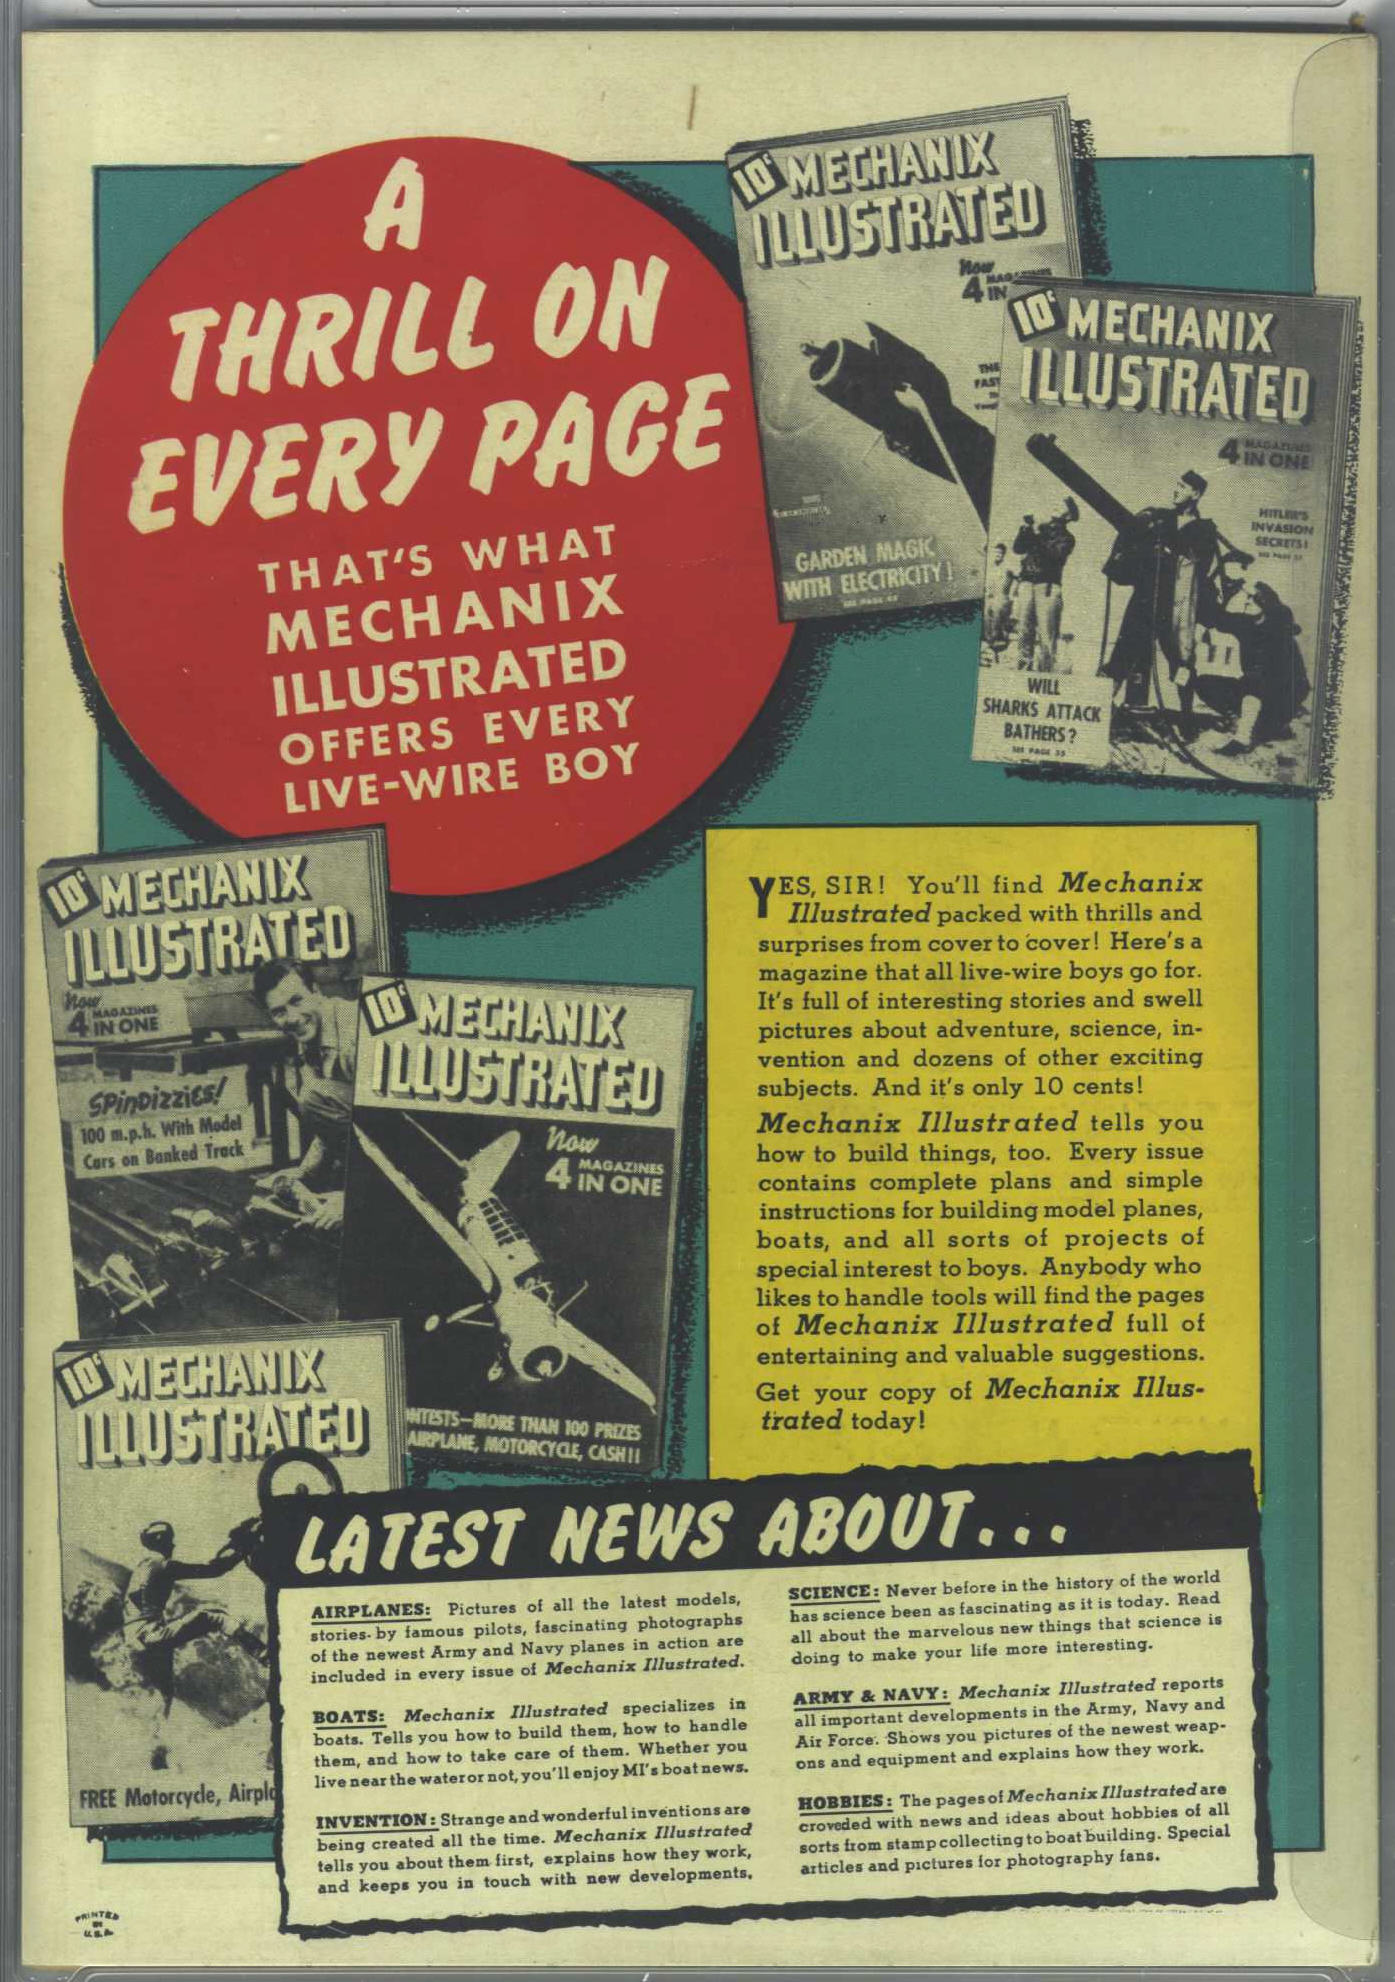 A
THRILL ON
EVERY PAGE
THAT'S WHAT
MECHANIX
ILLUSTRATED
OFFERS EVERY
LIVE-WIRE BOY
10¢ MECHANIX
ILLUSTRATED
Now
4 MAGAZINES
IN
THE
FAST
GARDEN MAGIC
WITH ELECTRICITY!
SEE PAGE
10¢ MECHANIX
ILLUSTRATED
4 MAGAZINES
IN ONE
HITLER'S
INVASION
SECRETS!
SEE PAGE
WILL
SHARKS ATTACK
BATHERS?
SEE PAGE 55
10¢ MECHANIX
ILLUSTRATED
Now
4 MAGAZINES
IN ONE
SPINDIZZIES!
100 m.p.h. With Model
Cars on Banked Track
10¢ MECHANIX
ILLUSTRATED
Now
4 MAGAZINES
IN ONE
NTESTS—MORE THAN 100 PRIZES
AIRPLANE, MOTORCYCLE, CASH!!
10¢ MECHANIX
ILLUSTRATED
FREE Motorcycle, Airpla
YES, SIR! You'll find Mechanix
Illustrated packed with thrills and
surprises from cover to cover! Here's a
magazine that all live-wire boys go for.
It's full of interesting stories and swell
pictures about adventure, science, in-
vention and dozens of other exciting
subjects. And it's only 10 cents!
Mechanix Illustrated tells you
how to build things, too. Every issue
contains complete plans and simple
instructions for building model planes,
boats, and all sorts of projects of
special interest to boys. Anybody who
likes to handle tools will find the pages
of Mechanix Illustrated full of
entertaining and valuable suggestions.
Get your copy of Mechanix Illus-
trated today!
LATEST NEWS ABOUT...
AIRPLANES: Pictures of all the latest models,
stories by famous pilots, fascinating photographs
of the newest Army and Navy planes in action are
included in every issue of Mechanix Illustrated.
BOATS: Mechanix Illustrated specializes in
boats. Tells you how to build them, how to handle
them, and how to take care of them. Whether you
live near the water or not, you'll enjoy MI's boat news.
INVENTION: Strange and wonderful inventions are
being created all the time. Mechanix Illustrated
tells you about them first, explains how they work,
and keeps you in touch with new developments.
SCIENCE: Never before in the history of the world
has science been as fascinating as it is today. Read
all about the marvelous new things that science is
doing to make your life more interesting.
ARMY & NAVY: Mechanix Illustrated reports
all important developments in the Army, Navy and
Air Force. Shows you pictures of the newest weap-
ons and equipment and explains how they work.
HOBBIES: The pages of Mechanix Illustrated are
croveded with news and ideas about hobbies of all
sorts from stamp collecting to boat building. Special
articles and pictures for photography fans.
PRINTED
IN
U.S.A.